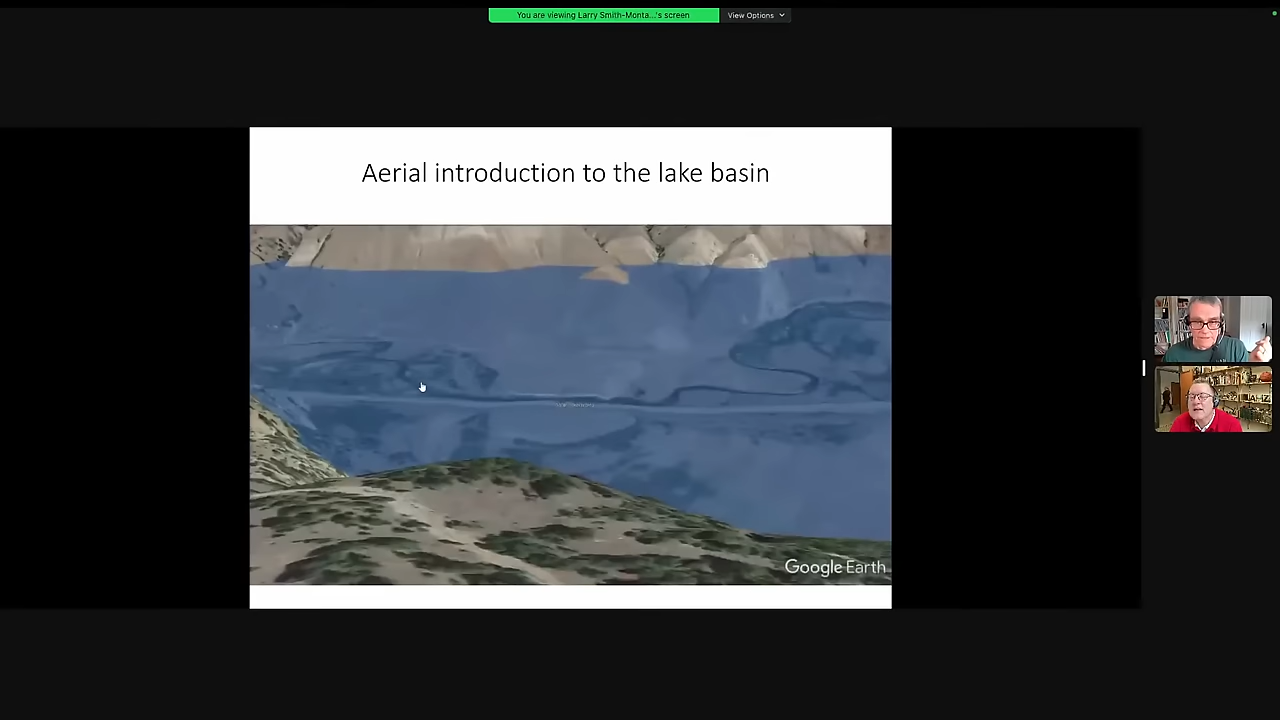 You are viewing Larry Smith-Monta...'s screen
View Options
Aerial introduction to the lake basin
Google Earth